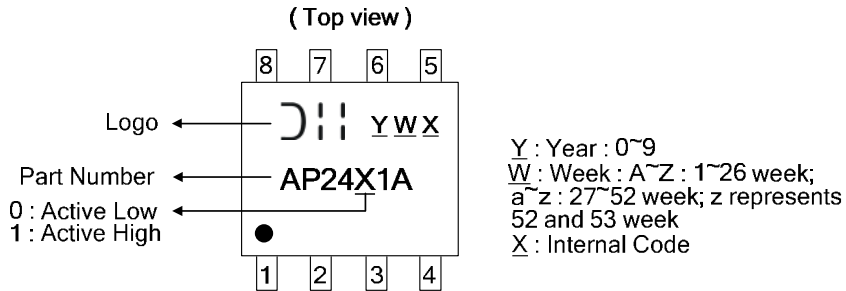 ( Top view )
8 7 6 5
Logo
Y W X
Part Number
AP24X1A
0 : Active Low
1 : Active High
1 2 3 4
Y : Year : 0~9
W : Week : A~Z : 1~26 week;
a~z : 27~52 week; z represents
52 and 53 week
X : Internal Code